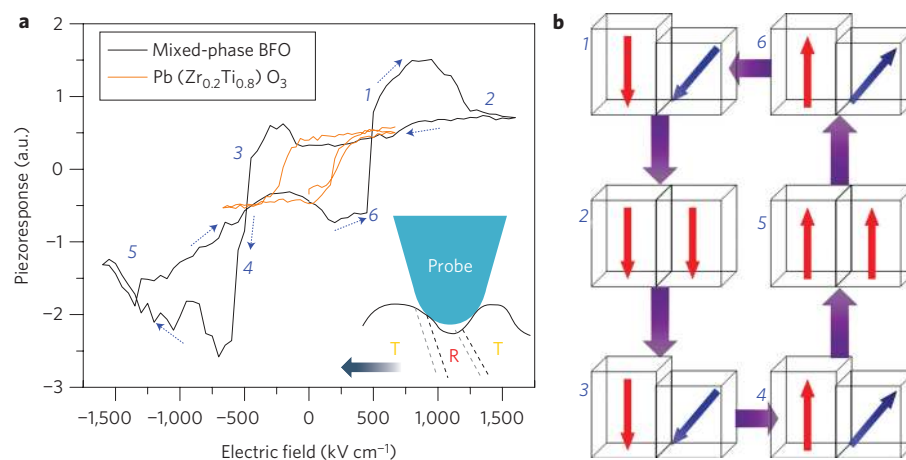 a
Mixed-phase BFO
Pb (Zr0.2Ti0.8) O3
Piezoresponse (a.u.)
2
1
0
−1
−2
−3
−1,500
−1,000
−500
0
500
1,000
1,500
Electric field (kV cm−1)
1
2
3
4
5
6
Probe
T
R
T
b
1
6
2
5
3
4